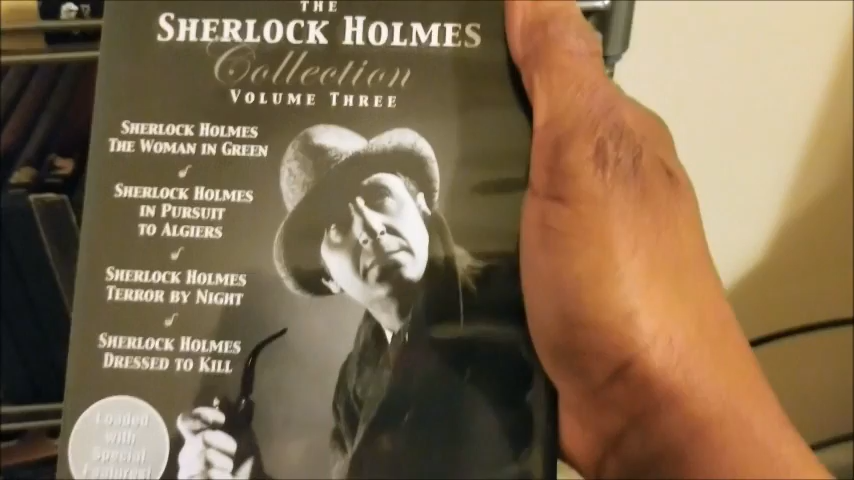 THE
SHERLOCK HOLMES
Collection
VOLUME THREE
SHERLOCK HOLMES
THE WOMAN IN GREEN
SHERLOCK HOLMES
IN PURSUIT
TO ALGIERS
SHERLOCK HOLMES
TERROR BY NIGHT
SHERLOCK HOLMES
DRESSED TO KILL
Loaded
with
Special
Features!